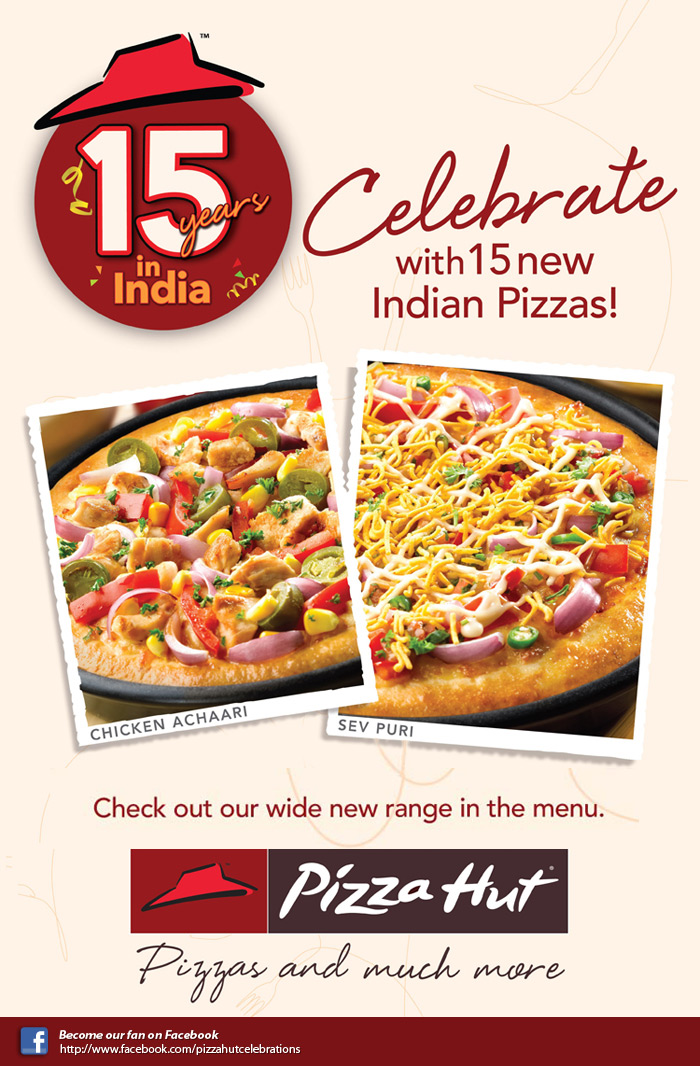 ™
15
years
in
India
Celebrate
with 15 new
Indian Pizzas!
CHICKEN ACHAARI
SEV PURI
Check out our wide new range in the menu.
Pizza Hut®
Pizzas and much more
f
Become our fan on Facebook
http://www.facebook.com/pizzahutcelebrations